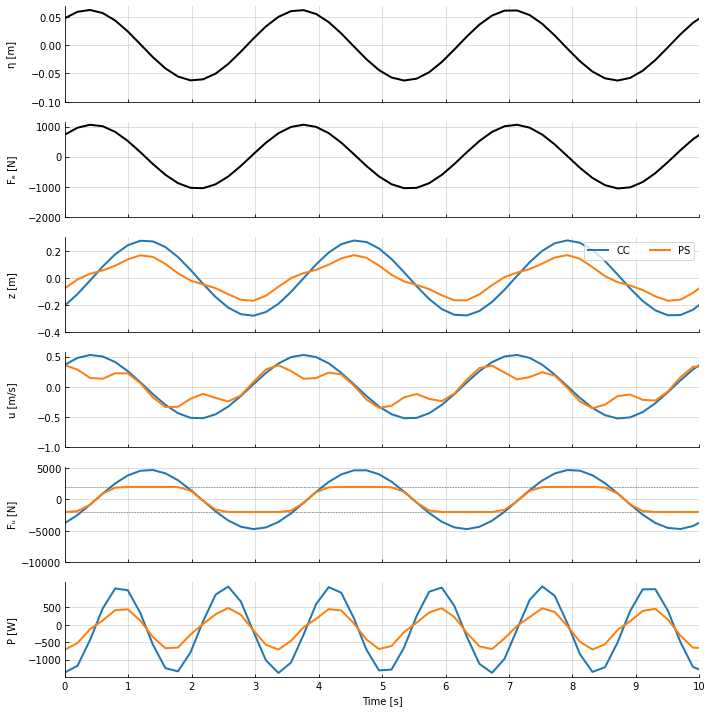 0.05
0.00
−0.05
−0.10
η [m]
1000
0
−1000
−2000
Fₑ [N]
0.2
0.0
−0.2
−0.4
z [m]
CC PS
0.5
0.0
−0.5
−1.0
u [m/s]
5000
0
−5000
−10000
Fᵤ [N]
500
0
−500
−1000
P [W]
0 1 2 3 4 5 6 7 8 9 10
Time [s]